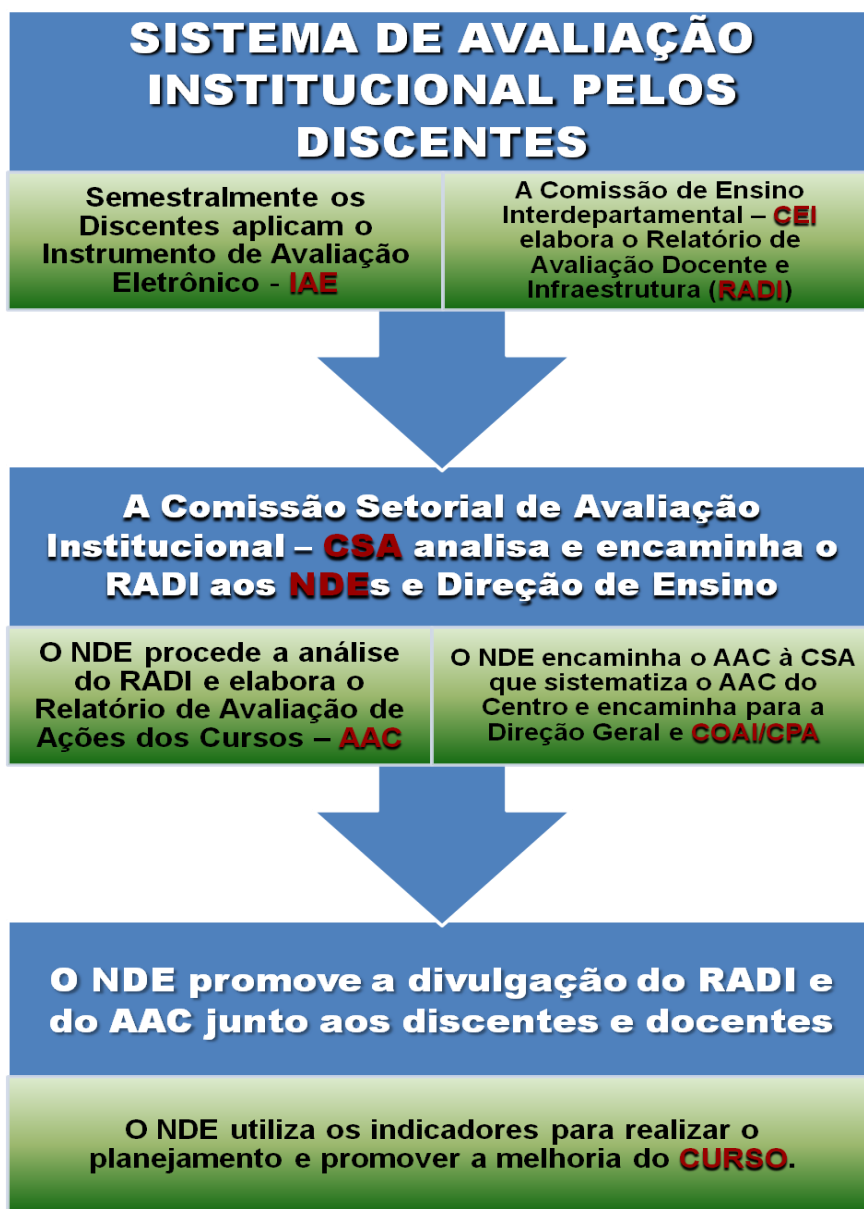 SISTEMA DE AVALIAÇÃO
INSTITUCIONAL PELOS
DISCENTES
Semestralmente os
Discentes aplicam o
Instrumento de Avaliação
Eletrônico - IAE
A Comissão de Ensino
Interdepartamental – CEI
elabora o Relatório de
Avaliação Docente e
Infraestrutura (RADI)
A Comissão Setorial de Avaliação
Institucional – CSA analisa e encaminha o
RADI aos NDEs e Direção de Ensino
O NDE procede a análise
do RADI e elabora o
Relatório de Avaliação de
Ações dos Cursos – AAC
O NDE encaminha o AAC à CSA
que sistematiza o AAC do
Centro e encaminha para a
Direção Geral e COAI/CPA
O NDE promove a divulgação do RADI e
do AAC junto aos discentes e docentes
O NDE utiliza os indicadores para realizar o
planejamento e promover a melhoria do CURSO.